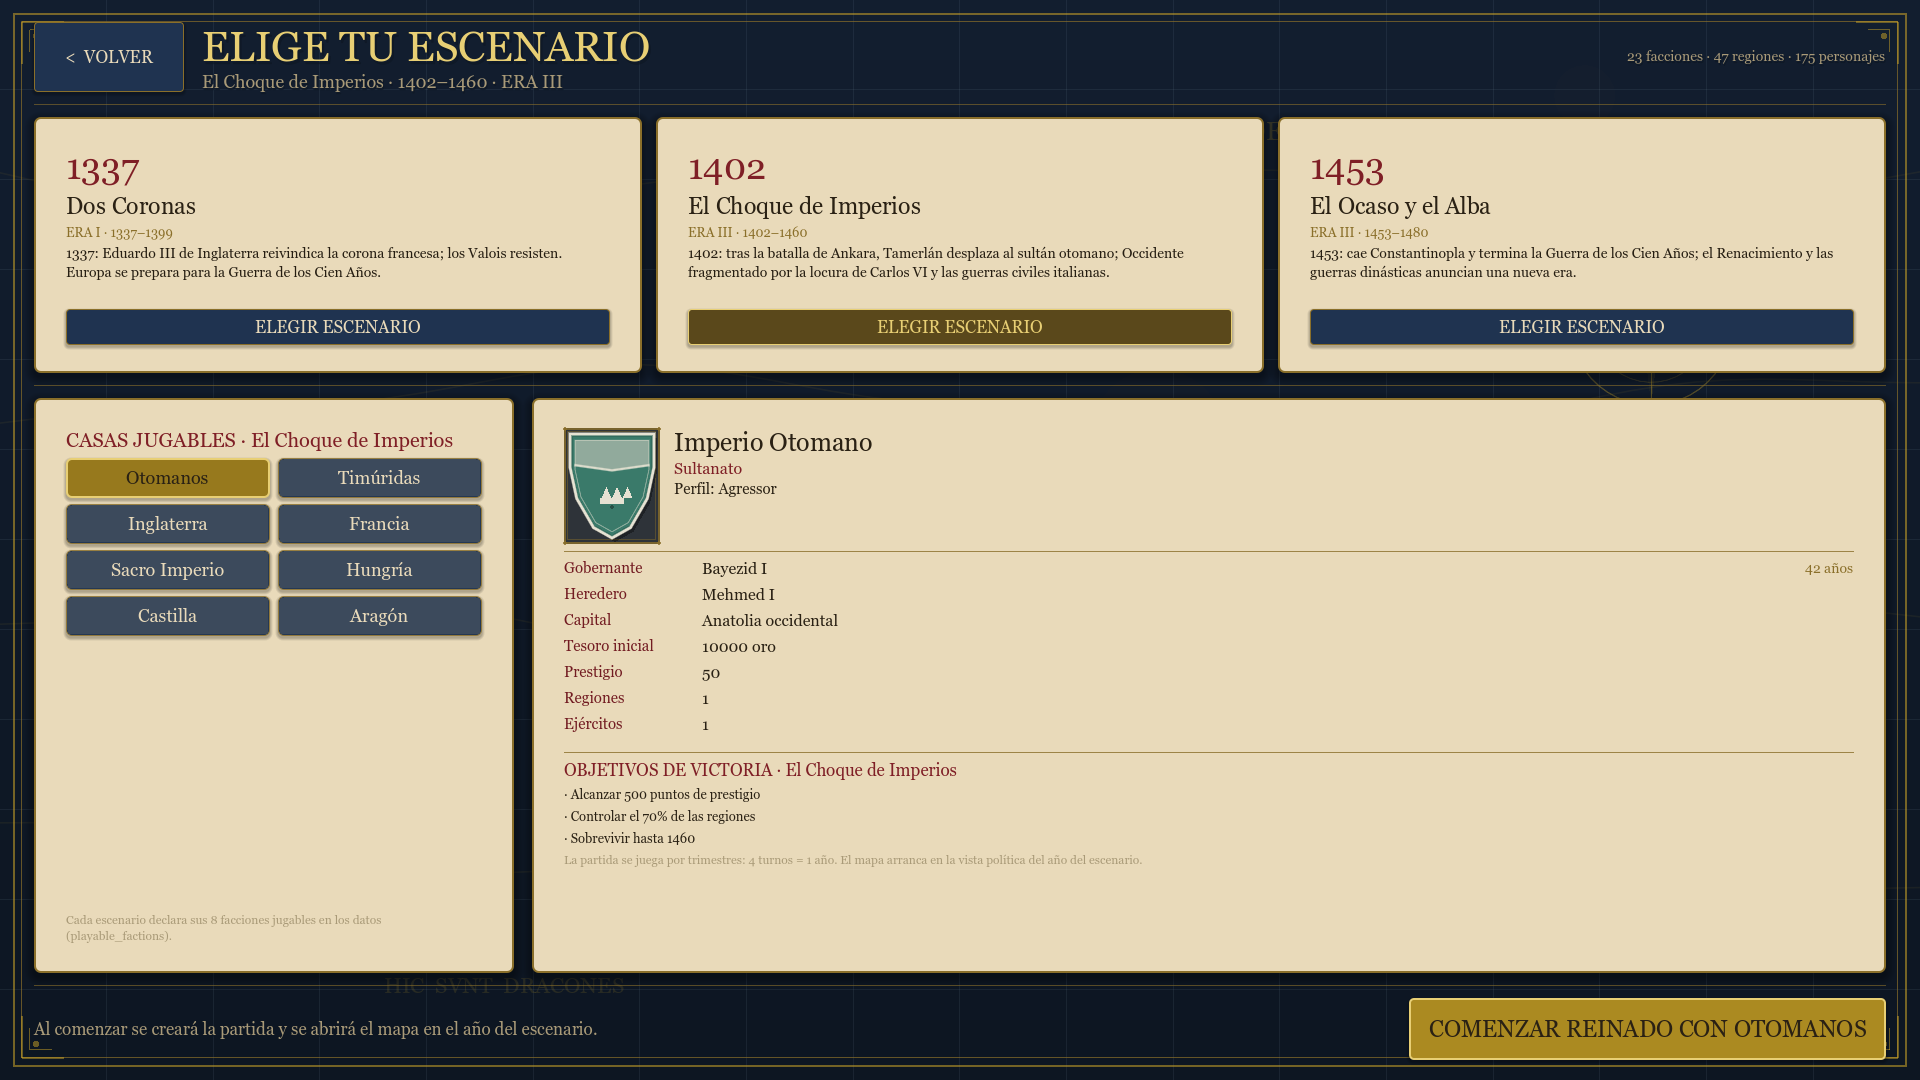 < VOLVER
ELIGE TU ESCENARIO
El Choque de Imperios · 1402–1460 · ERA III
23 facciones · 47 regiones · 175 personajes
1337
Dos Coronas
ERA I · 1337–1399
1337: Eduardo III de Inglaterra reivindica la corona francesa; los Valois resisten.
Europa se prepara para la Guerra de los Cien Años.
ELEGIR ESCENARIO
1402
El Choque de Imperios
ERA III · 1402–1460
1402: tras la batalla de Ankara, Tamerlán desplaza al sultán otomano; Occidente
fragmentado por la locura de Carlos VI y las guerras civiles italianas.
ELEGIR ESCENARIO
1453
El Ocaso y el Alba
ERA III · 1453–1480
1453: cae Constantinopla y termina la Guerra de los Cien Años; el Renacimiento y las
guerras dinásticas anuncian una nueva era.
ELEGIR ESCENARIO
CASAS JUGABLES · El Choque de Imperios
Otomanos
Timúridas
Inglaterra
Francia
Sacro Imperio
Hungría
Castilla
Aragón
Cada escenario declara sus 8 facciones jugables en los datos
(playable_factions).
Imperio Otomano
Sultanato
Perfil: Agressor
Gobernante Bayezid I 42 años
Heredero Mehmed I
Capital Anatolia occidental
Tesoro inicial 10000 oro
Prestigio 50
Regiones 1
Ejércitos 1
OBJETIVOS DE VICTORIA · El Choque de Imperios
· Alcanzar 500 puntos de prestigio
· Controlar el 70% de las regiones
· Sobrevivir hasta 1460
La partida se juega por trimestres: 4 turnos = 1 año. El mapa arranca en la vista política del año del escenario.
HIC SVNT DRACONES
Al comenzar se creará la partida y se abrirá el mapa en el año del escenario.
COMENZAR REINADO CON OTOMANOS